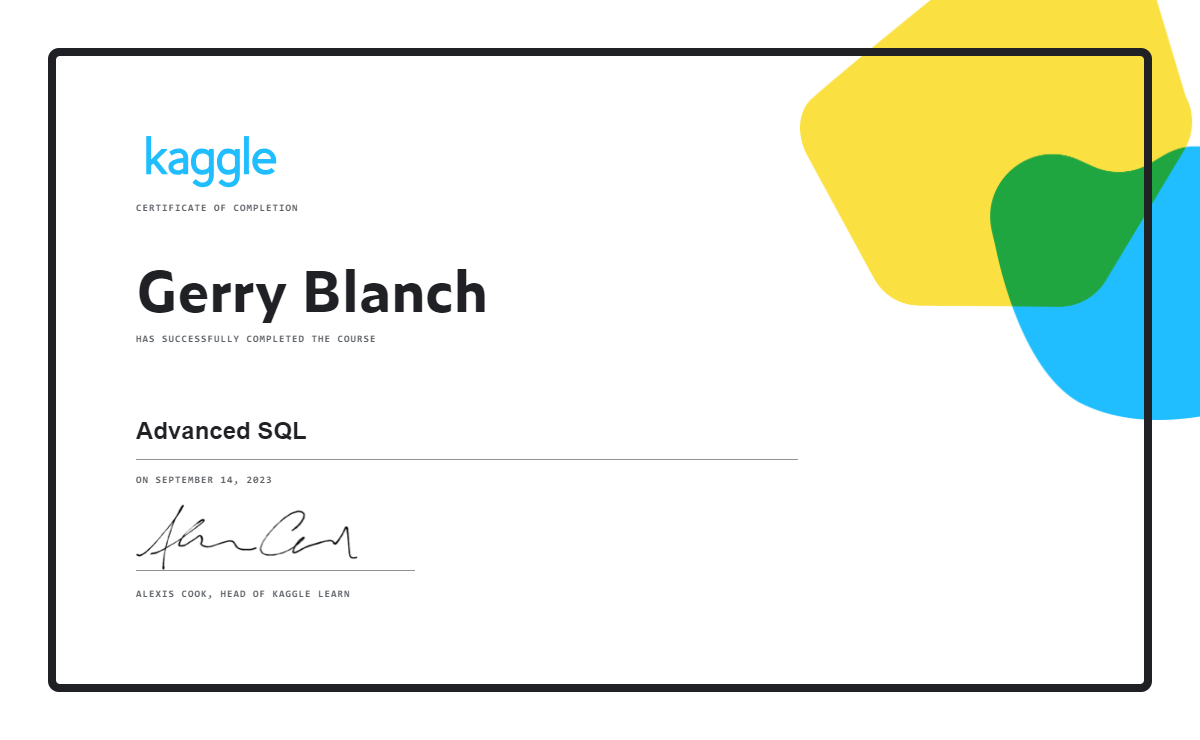 kaggle
CERTIFICATE OF COMPLETION
Gerry Blanch
HAS SUCCESSFULLY COMPLETED THE COURSE
Advanced SQL
ON SEPTEMBER 14, 2023
ALEXIS COOK, HEAD OF KAGGLE LEARN